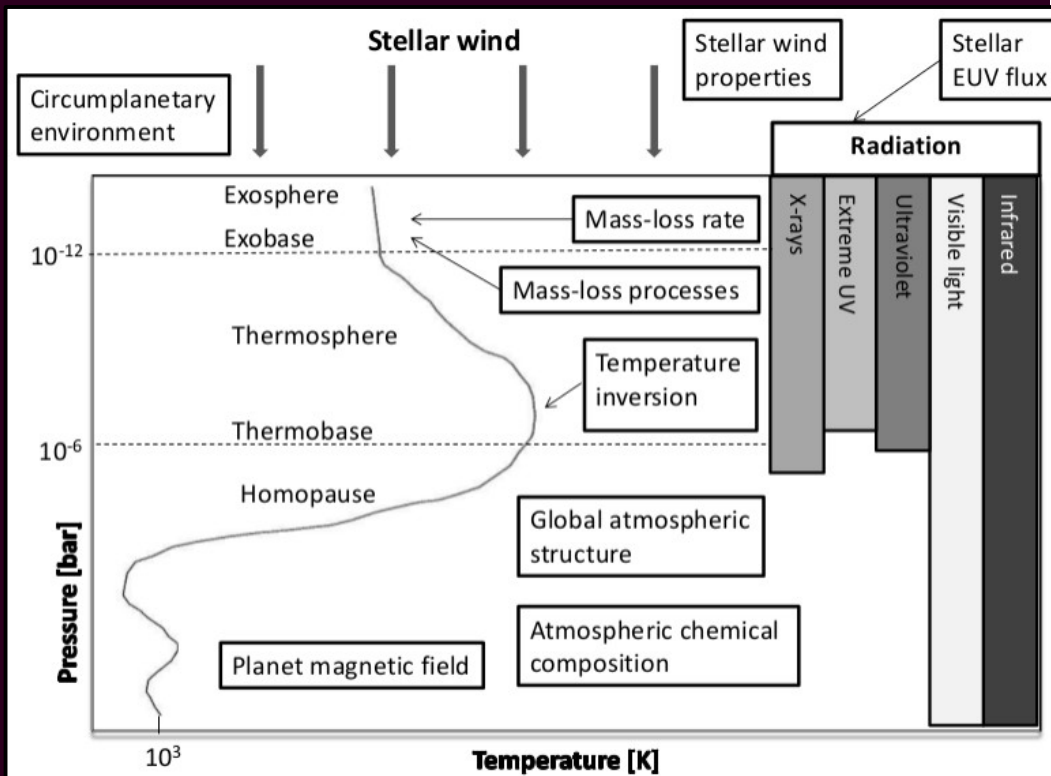 Stellar wind
Stellar wind
properties
Stellar
EUV flux
Circumplanetary
environment
Radiation
Exosphere
Mass-loss rate
Exobase
10-12
Mass-loss processes
Thermosphere
Temperature
inversion
Thermobase
10-6
Homopause
Global atmospheric
structure
Atmospheric chemical
composition
Planet magnetic field
X-rays
Extreme UV
Ultraviolet
Visible light
Infrared
Pressure [bar]
103
Temperature [K]